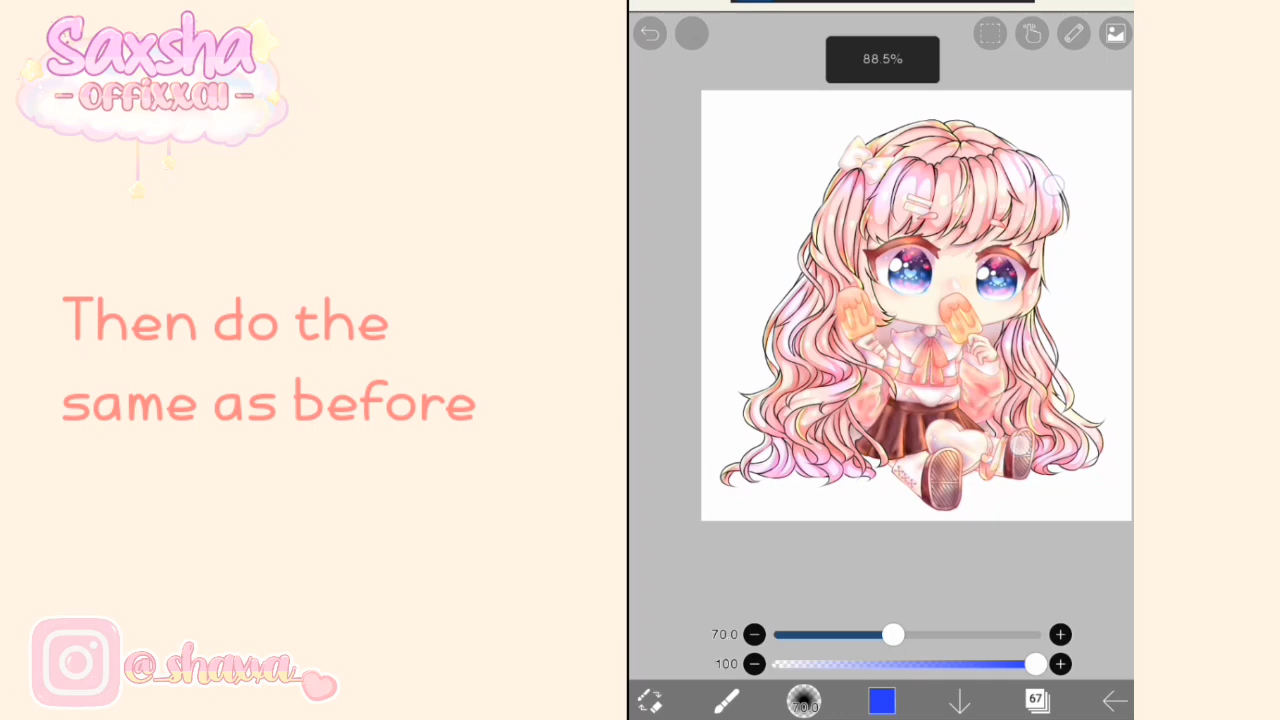 Saxsha
- offixxall -
Then do the
same as before
@_shaxa_
88.5%
70.0
100
70.0
67